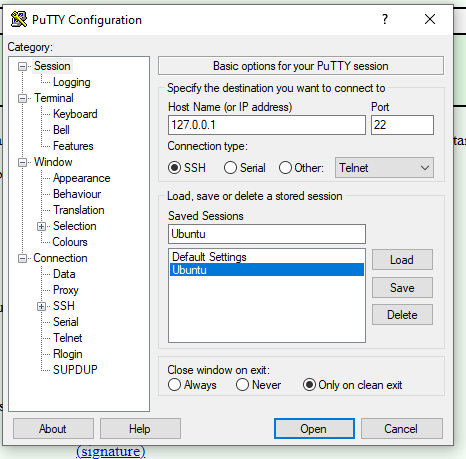 PuTTY Configuration
Category:
Session
Logging
Terminal
Keyboard
Bell
Features
Window
Appearance
Behaviour
Translation
Selection
Colours
Connection
Data
Proxy
SSH
Serial
Telnet
Rlogin
SUPDUP
Basic options for your PuTTY session
Specify the destination you want to connect to
Host Name (or IP address) Port
127.0.0.1 22
Connection type:
SSH Serial Other: Telnet
Load, save or delete a stored session
Saved Sessions
Ubuntu
Default Settings
Ubuntu
Load
Save
Delete
Close window on exit:
Always Never Only on clean exit
About Help Open Cancel
(signature)